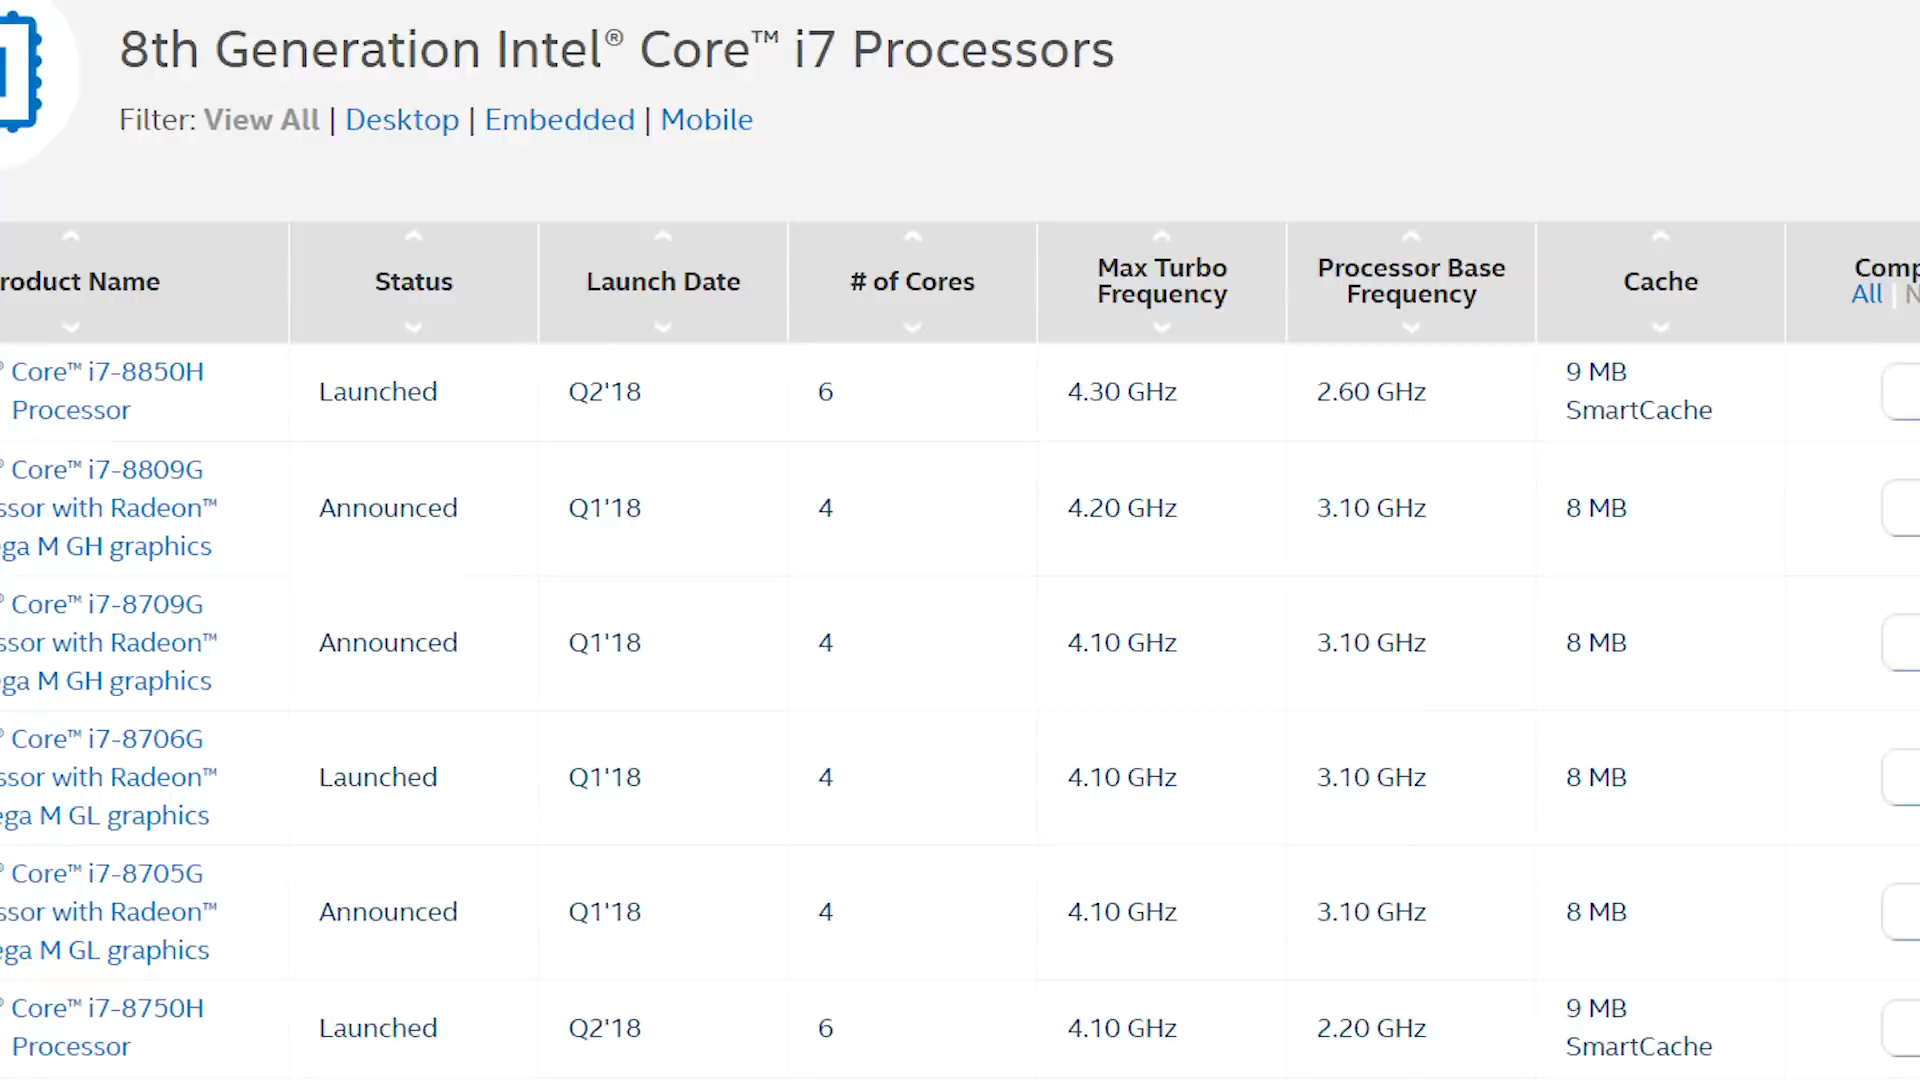 8th Generation Intel® Core™ i7 Processors
Filter: View All | Desktop | Embedded | Mobile
roduct Name Status Launch Date # of Cores Max Turbo Frequency Processor Base Frequency Cache Comp
All | N
® Core™ i7-8850H
Processor
Launched Q2'18 6 4.30 GHz 2.60 GHz 9 MB
SmartCache
® Core™ i7-8809G
ssor with Radeon™
ega M GH graphics
Announced Q1'18 4 4.20 GHz 3.10 GHz 8 MB
® Core™ i7-8709G
ssor with Radeon™
ega M GH graphics
Announced Q1'18 4 4.10 GHz 3.10 GHz 8 MB
® Core™ i7-8706G
ssor with Radeon™
ega M GL graphics
Launched Q1'18 4 4.10 GHz 3.10 GHz 8 MB
® Core™ i7-8705G
ssor with Radeon™
ega M GL graphics
Announced Q1'18 4 4.10 GHz 3.10 GHz 8 MB
® Core™ i7-8750H
Processor
Launched Q2'18 6 4.10 GHz 2.20 GHz 9 MB
SmartCache